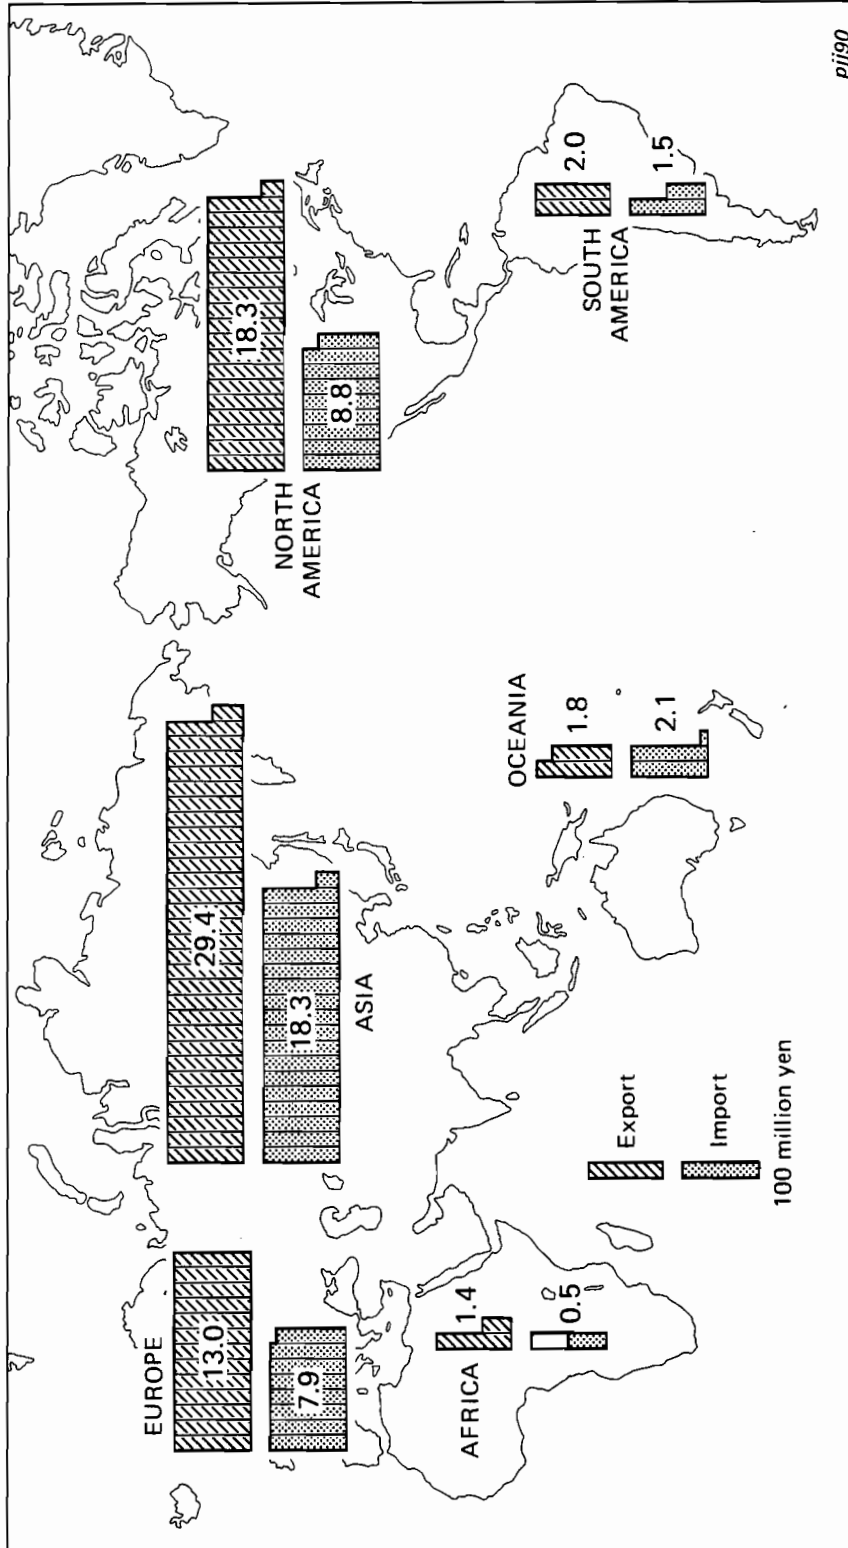 EUROPE
13.0
7.9
AFRICA
1.4
0.5
29.4
18.3
ASIA
Export
Import
100 million yen
OCEANIA
1.8
2.1
NORTH
AMERICA
18.3
8.8
SOUTH
AMERICA
2.0
1.5
pij90